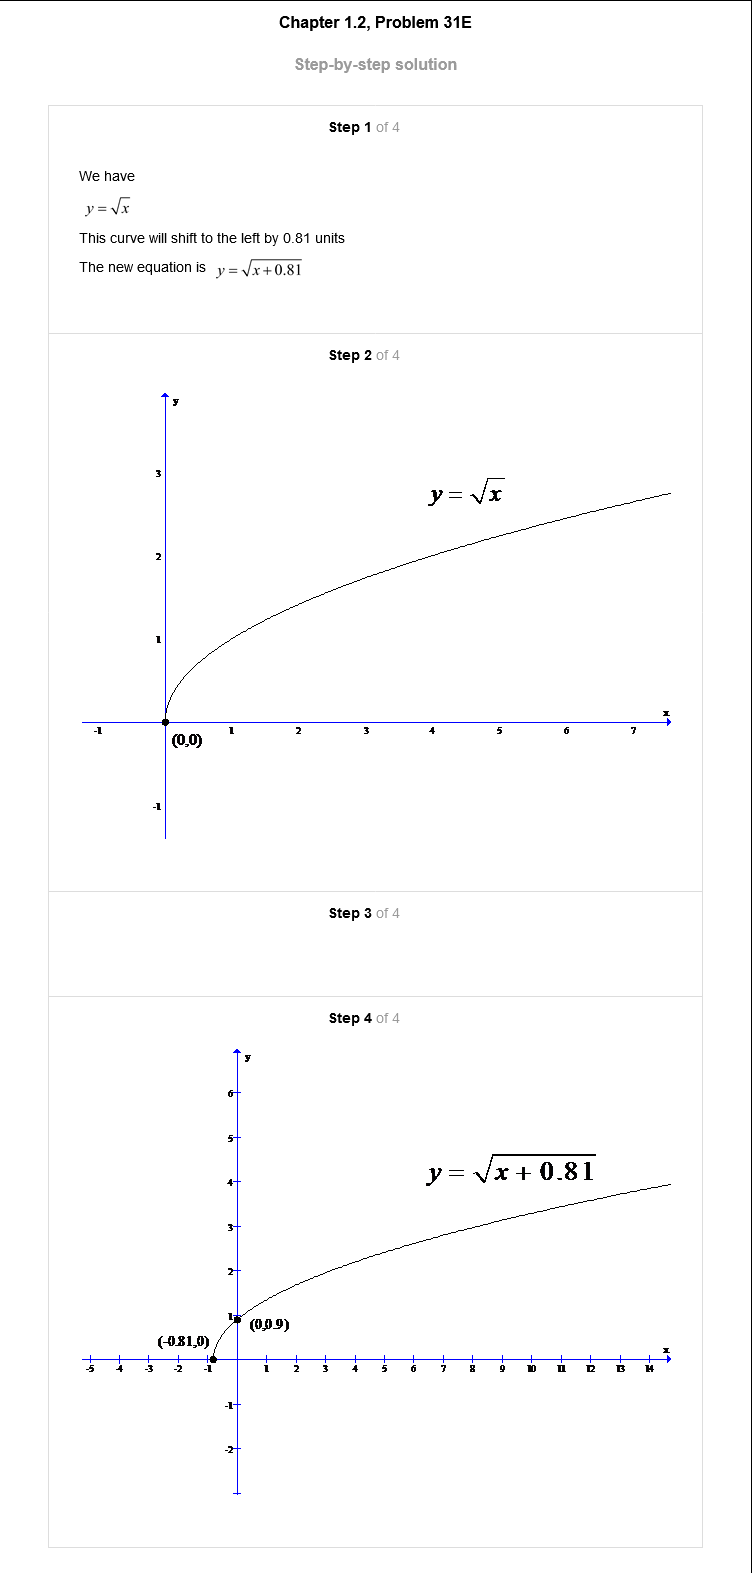 Chapter 1.2, Problem 31E
Step-by-step solution
Step 1 of 4
We have
y = √x
This curve will shift to the left by 0.81 units
The new equation is y = √x+0.81
Step 2 of 4
y
3
y = √x
2
1
x
-1 1 2 3 4 5 6 7
(0,0)
-1
Step 3 of 4
Step 4 of 4
y
6
5
y = √x + 0.81
4
3
2
1
(0,0.9)
(-0.81,0)
x
-5 -4 -3 -2 -1 1 2 3 4 5 6 7 8 9 10 11 12 13 14
-1
-2